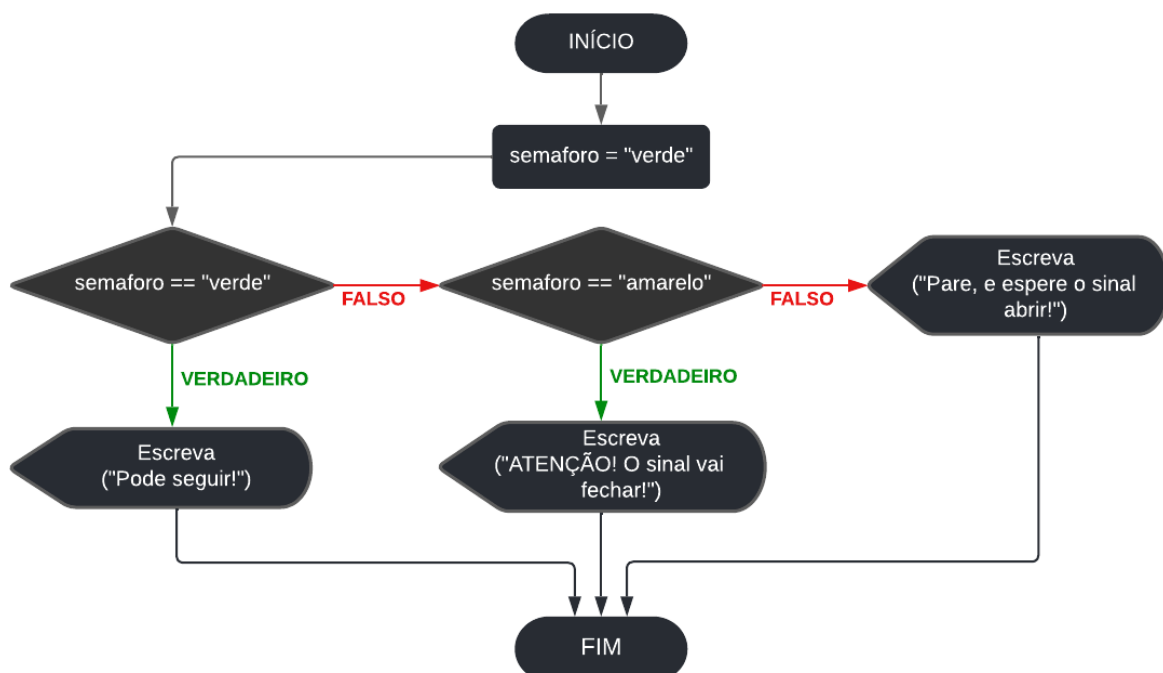 INÍCIO
semaforo = "verde"
semaforo == "verde"
FALSO
semaforo == "amarelo"
FALSO
Escreva
("Pare, e espere o sinal
abrir!")
VERDADEIRO
VERDADEIRO
Escreva
("Pode seguir!")
Escreva
("ATENÇÃO! O sinal vai
fechar!")
FIM